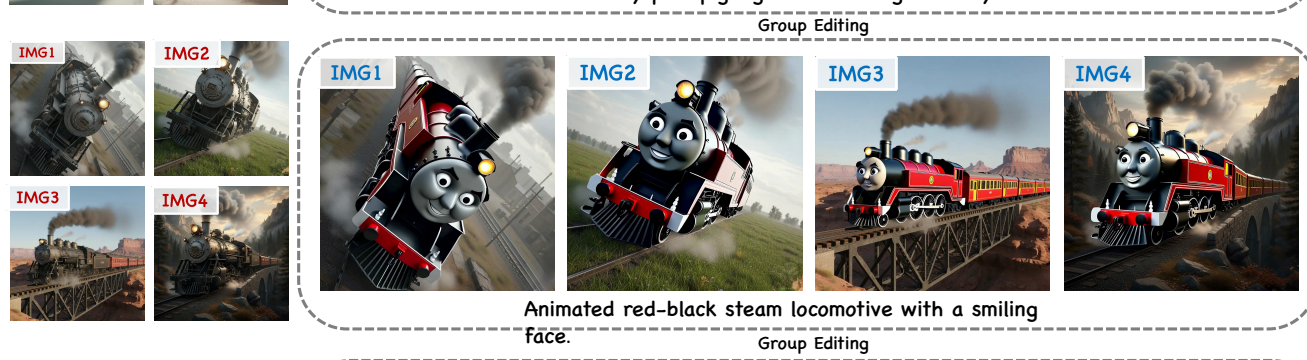 Group Editing
IMG1
IMG2
IMG3
IMG4
IMG1
IMG2
IMG3
IMG4
Animated red-black steam locomotive with a smiling
face.
Group Editing